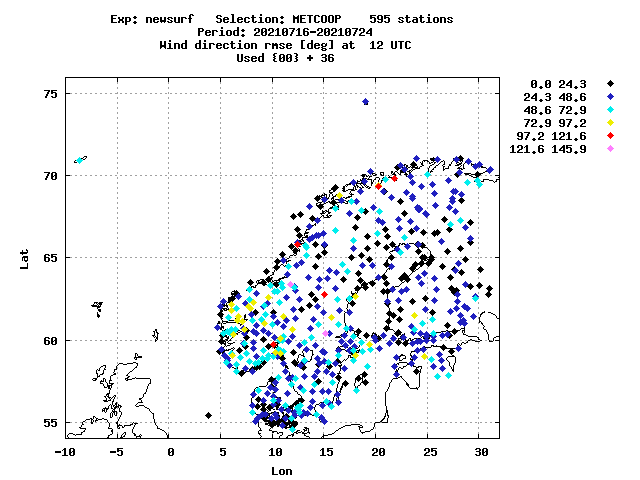 Exp: newsurf   Selection: METCOOP    595 stations
Period: 20210716-20210724
Wind direction rmse [deg] at  12 UTC
Used {00} + 36
0.0 24.3
24.3 48.6
48.6 72.9
72.9 97.2
97.2 121.6
121.6 145.9
75
70
65
60
55
Lat
-10 -5 0 5 10 15 20 25 30
Lon